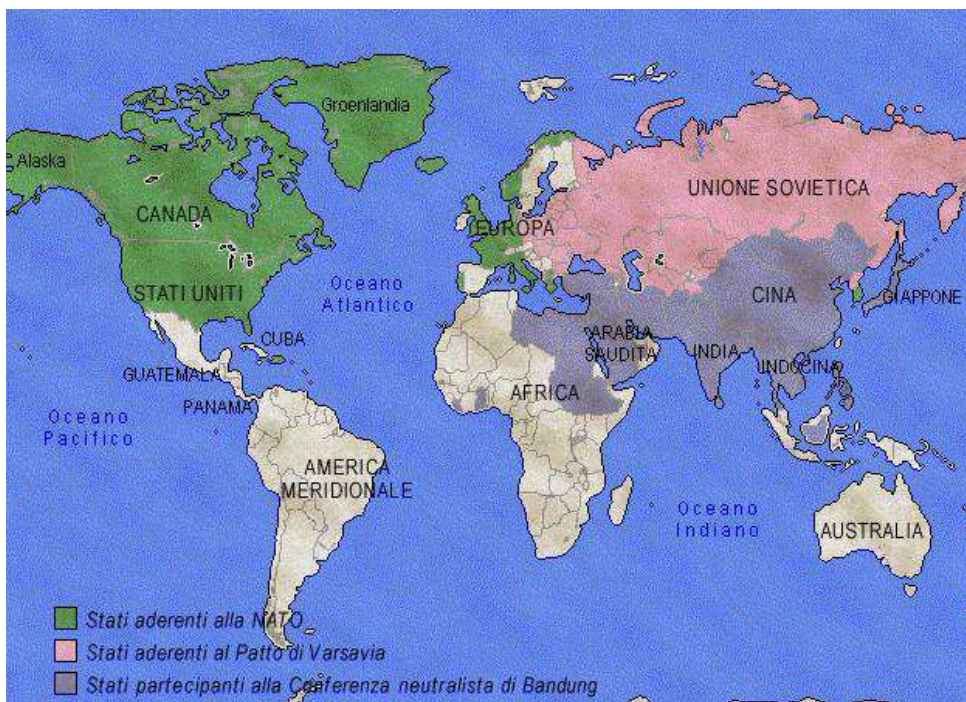 Groenlandia
Alaska
CANADA
STATI UNITI
Oceano
Atlantico
CUBA
GUATEMALA
PANAMA
Oceano
Pacifico
AMERICA
MERIDIONALE
EUROPA
UNIONE SOVIETICA
CINA
GIAPPONE
ARABIA
SAUDITA
INDIA
INDOCINA
AFRICA
Oceano
Indiano
AUSTRALIA
Stati aderenti alla NATO
Stati aderenti al Patto di Varsavia
Stati partecipanti alla Conferenza neutralista di Bandung